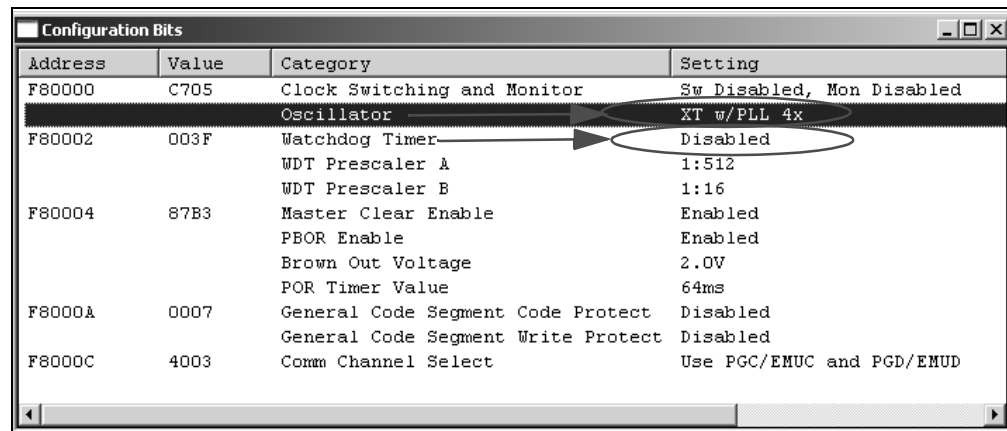 Configuration Bits
Address Value Category Setting
F80000 C705 Clock Switching and Monitor Sw Disabled, Mon Disabled
Oscillator XT w/PLL 4x
F80002 003F Watchdog Timer Disabled
WDT Prescaler A 1:512
WDT Prescaler B 1:16
F80004 87B3 Master Clear Enable Enabled
PBOR Enable Enabled
Brown Out Voltage 2.0V
POR Timer Value 64ms
F8000A 0007 General Code Segment Code Protect Disabled
General Code Segment Write Protect Disabled
F8000C 4003 Comm Channel Select Use PGC/EMUC and PGD/EMUD